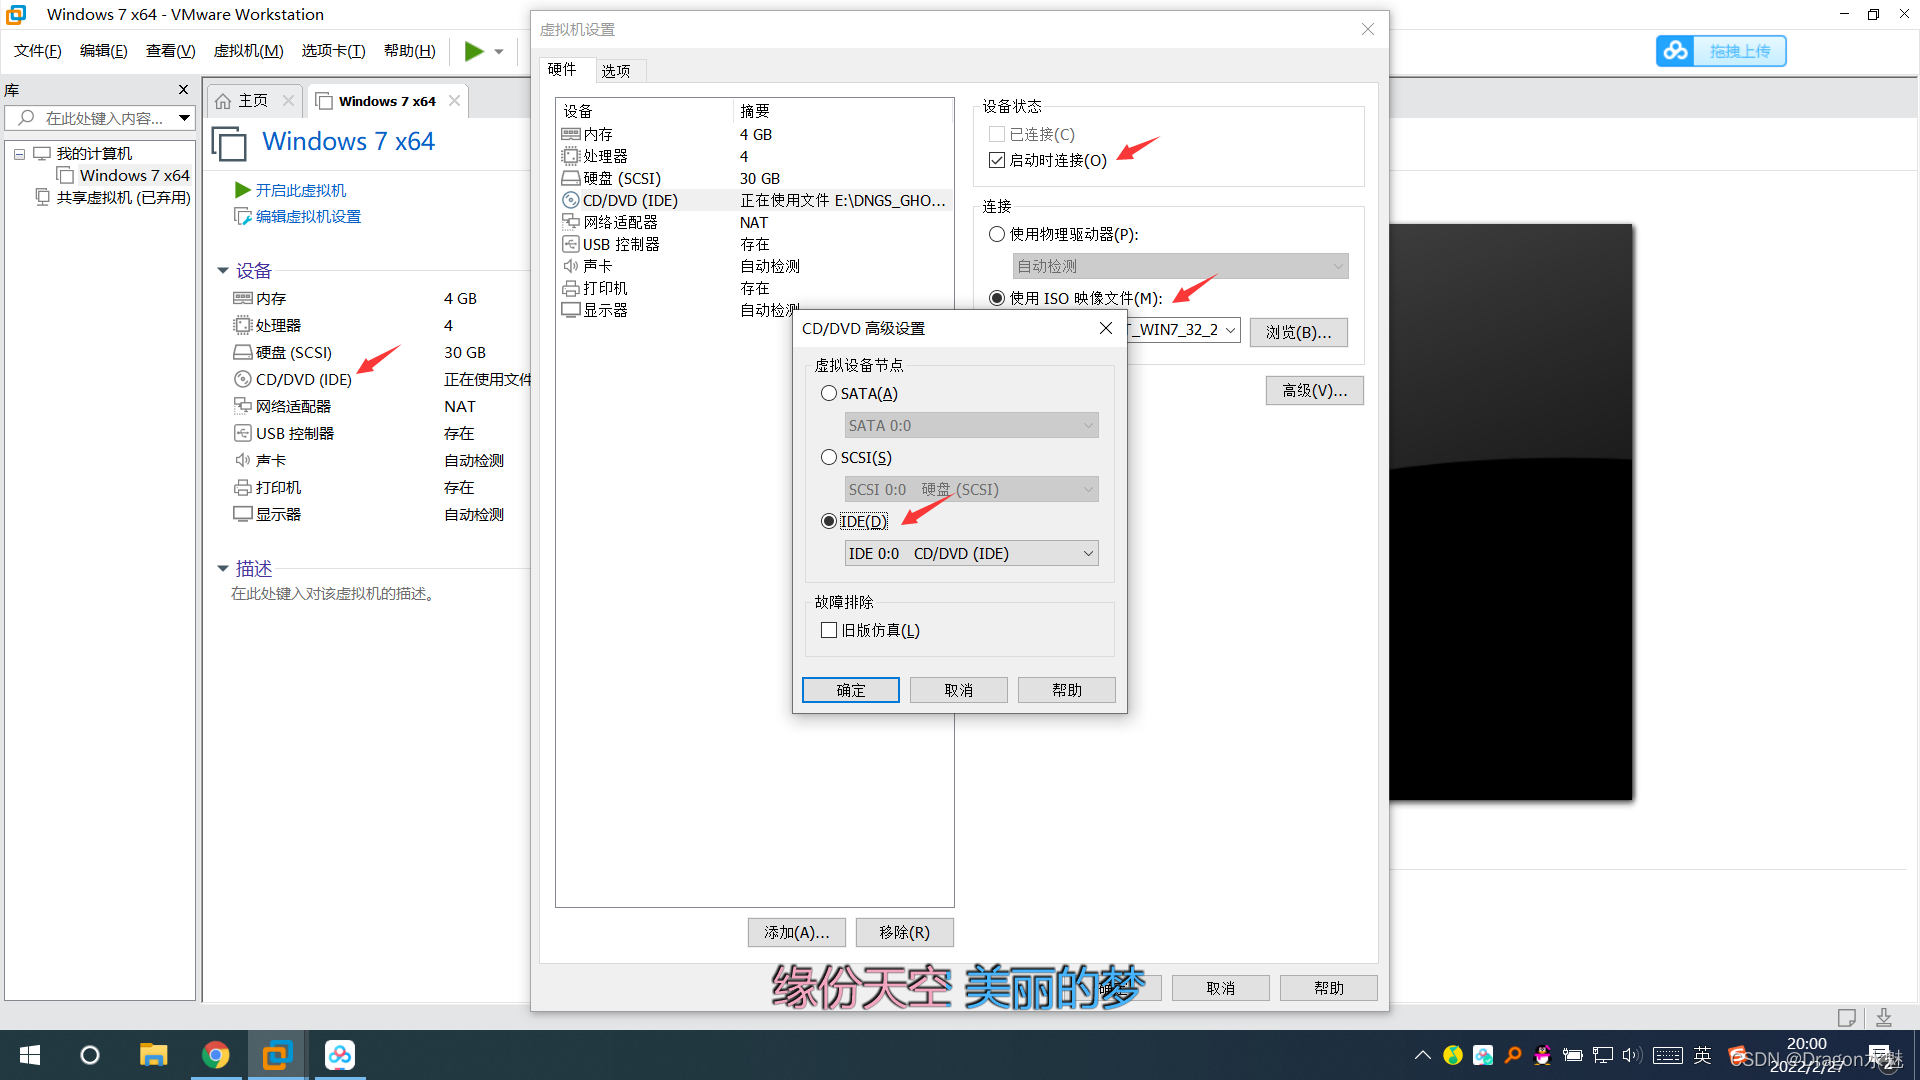 Windows 7 x64 - VMware Workstation
文件(F) 编辑(E) 查看(V) 虚拟机(M) 选项卡(T) 帮助(H)
拖拽上传
库
在此处键入内容...
我的计算机
Windows 7 x64
共享虚拟机 (已弃用)
主页
Windows 7 x64
Windows 7 x64
开启此虚拟机
编辑虚拟机设置
设备
内存 4 GB
处理器 4
硬盘 (SCSI) 30 GB
CD/DVD (IDE) 正在使用文件
网络适配器 NAT
USB 控制器 存在
声卡 自动检测
打印机 存在
显示器 自动检测
描述
在此处键入对该虚拟机的描述。
虚拟机设置
硬件 选项
设备 摘要
内存 4 GB
处理器 4
硬盘 (SCSI) 30 GB
CD/DVD (IDE) 正在使用文件 E:\DNGS_GHO...
网络适配器 NAT
USB 控制器 存在
声卡 自动检测
打印机 存在
显示器 自动检测
添加(A)... 移除(R)
设备状态
已连接(C)
启动时连接(O)
连接
使用物理驱动器(P):
自动检测
使用 ISO 映像文件(M):
T_WIN7_32_2 浏览(B)...
高级(V)...
CD/DVD 高级设置
虚拟设备节点
SATA(A)
SATA 0:0
SCSI(S)
SCSI 0:0 硬盘 (SCSI)
IDE(D)
IDE 0:0 CD/DVD (IDE)
故障排除
旧版仿真(L)
确定 取消 帮助
缘份天空 美丽的梦
确定 取消 帮助
英
20:00
2022/2/27
2
CSDN @Dragon水魅